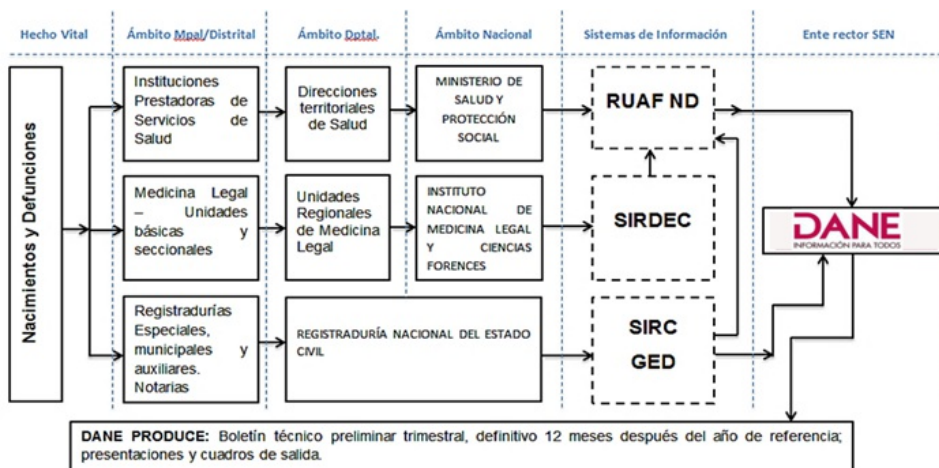 Hecho Vital
Ámbito Mpal/Distrital
Ámbito Dptal.
Ámbito Nacional
Sistemas de Información
Ente rector SEN
Nacimientos y Defunciones
Instituciones
Prestadoras de
Servicios de
Salud
Direcciones
territoriales
de Salud
MINISTERIO DE
SALUD Y
PROTECCIÓN
SOCIAL
RUAF ND
Medicina Legal
– Unidades
básicas y
seccionales
Unidades
Regionales
de Medicina
Legal
INSTITUTO
NACIONAL DE
MEDICINA LEGAL
Y CIENCIAS
FORENCES
SIRDEC
DANE
INFORMACIÓN PARA TODOS
Registradurías
Especiales,
municipales y
auxiliares.
Notarias
REGISTRADURÍA NACIONAL DEL ESTADO
CIVIL
SIRC
GED
DANE PRODUCE: Boletín técnico preliminar trimestral, definitivo 12 meses después del año de referencia;
presentaciones y cuadros de salida.